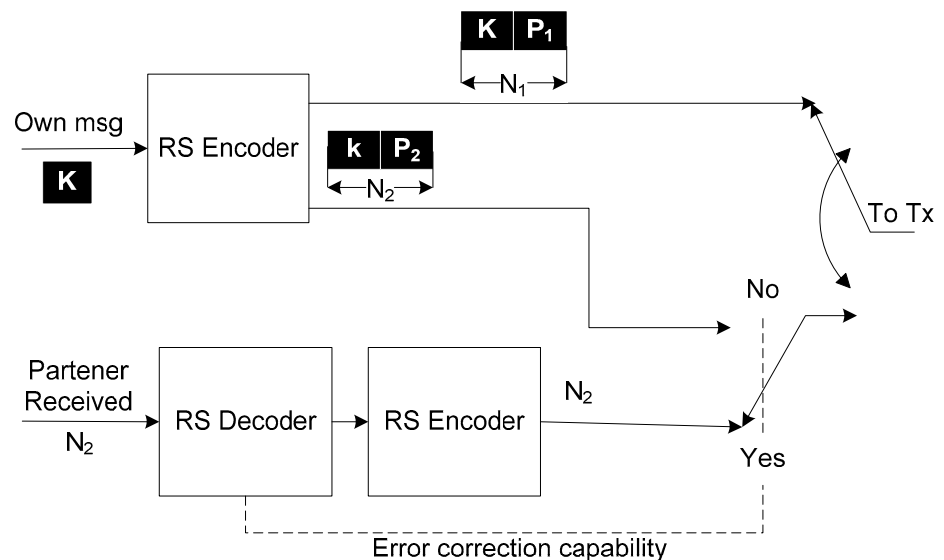 K P₁
N₁
Own msg
K
RS Encoder
k P₂
N₂
To Tx
No
Partener
Received
N₂
RS Decoder
RS Encoder
N₂
Yes
Error correction capability